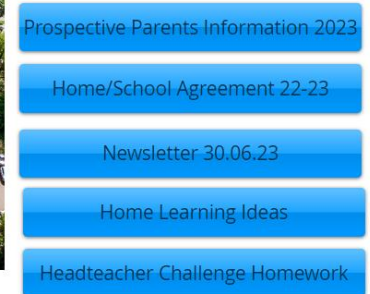 Prospective Parents Information 2023
Home/School Agreement 22-23
Newsletter 30.06.23
Home Learning Ideas
Headteacher Challenge Homework